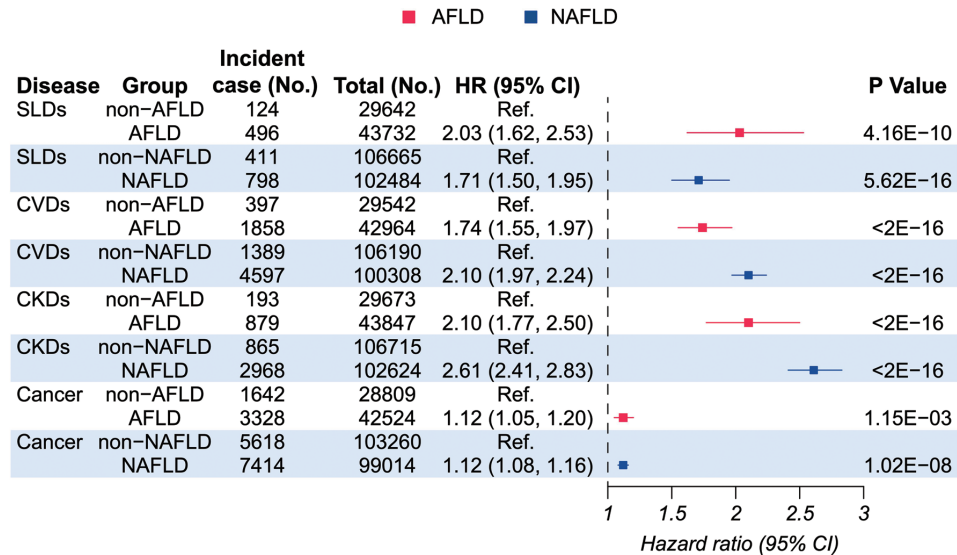 AFLD NAFLD
Disease Group Incident case (No.) Total (No.) HR (95% CI) P Value
SLDs non−AFLD 124 29642 Ref.
AFLD 496 43732 2.03 (1.62, 2.53) 4.16E−10
SLDs non−NAFLD 411 106665 Ref.
NAFLD 798 102484 1.71 (1.50, 1.95) 5.62E−16
CVDs non−AFLD 397 29542 Ref.
AFLD 1858 42964 1.74 (1.55, 1.97) <2E−16
CVDs non−NAFLD 1389 106190 Ref.
NAFLD 4597 100308 2.10 (1.97, 2.24) <2E−16
CKDs non−AFLD 193 29673 Ref.
AFLD 879 43847 2.10 (1.77, 2.50) <2E−16
CKDs non−NAFLD 865 106715 Ref.
NAFLD 2968 102624 2.61 (2.41, 2.83) <2E−16
Cancer non−AFLD 1642 28809 Ref.
AFLD 3328 42524 1.12 (1.05, 1.20) 1.15E−03
Cancer non−NAFLD 5618 103260 Ref.
NAFLD 7414 99014 1.12 (1.08, 1.16) 1.02E−08
1 1.5 2 2.5 3
Hazard ratio (95% CI)